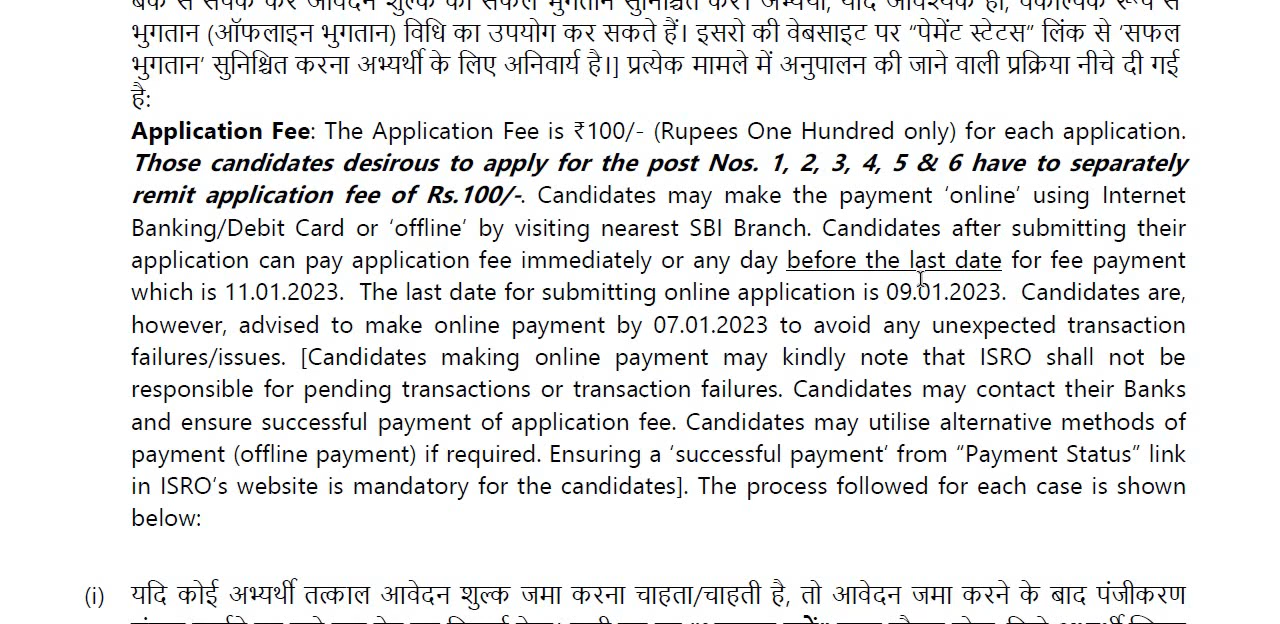 भुगतान (ऑफलाइन भुगतान) विधि का उपयोग कर सकते हैं। इसरो की वेबसाइट पर “पेमेंट स्टेटस” लिंक से ‘सफल
भुगतान’ सुनिश्चित करना अभ्यर्थी के लिए अनिवार्य है।] प्रत्येक मामले में अनुपालन की जाने वाली प्रक्रिया नीचे दी गई
है:
Application Fee: The Application Fee is ₹100/- (Rupees One Hundred only) for each application.
Those candidates desirous to apply for the post Nos. 1, 2, 3, 4, 5 & 6 have to separately
remit application fee of Rs.100/-. Candidates may make the payment ‘online’ using Internet
Banking/Debit Card or ‘offline’ by visiting nearest SBI Branch. Candidates after submitting their
application can pay application fee immediately or any day before the last date for fee payment
which is 11.01.2023. The last date for submitting online application is 09.01.2023. Candidates are,
however, advised to make online payment by 07.01.2023 to avoid any unexpected transaction
failures/issues. [Candidates making online payment may kindly note that ISRO shall not be
responsible for pending transactions or transaction failures. Candidates may contact their Banks
and ensure successful payment of application fee. Candidates may utilise alternative methods of
payment (offline payment) if required. Ensuring a ‘successful payment’ from “Payment Status” link
in ISRO’s website is mandatory for the candidates]. The process followed for each case is shown
below:
(i) यदि कोई अभ्यर्थी तत्काल आवेदन शुल्क जमा करना चाहता/चाहती है, तो आवेदन जमा करने के बाद पंजीकरण